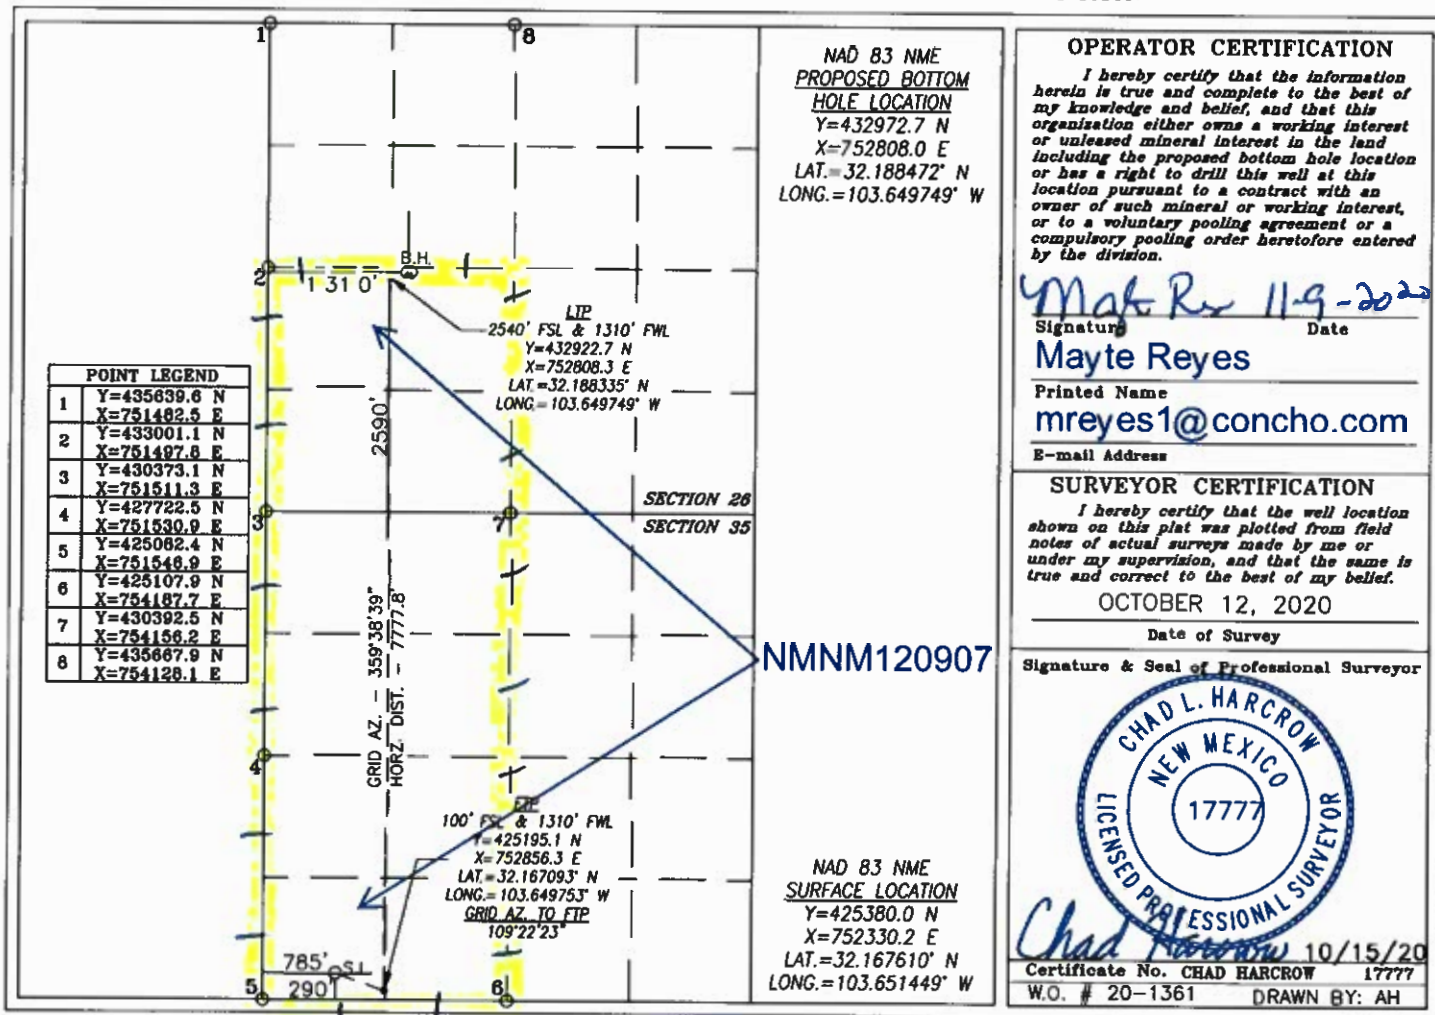 1
8
2
B.H.
1310'
LTP
2540' FSL & 1310' FWL
Y=432922.7 N
X=752808.3 E
LAT.=32.188335° N
LONG.=103.649749° W
2590'
POINT LEGEND
1 Y=435639.6 N
X=751482.5 E
2 Y=433001.1 N
X=751497.8 E
3 Y=430373.1 N
X=751511.3 E
4 Y=427722.5 N
X=751530.9 E
5 Y=425062.4 N
X=751546.9 E
6 Y=425107.9 N
X=754187.7 E
7 Y=430392.5 N
X=754156.2 E
8 Y=435667.9 N
X=754128.1 E
3
7
SECTION 26
SECTION 35
GRID AZ. - 359°38'39"
HORZ. DIST. - 7777.8'
4
FTP
100' FSL & 1310' FWL
Y=425195.1 N
X=752856.3 E
LAT.=32.167093° N
LONG.=103.649753° W
GRID AZ. TO FTP
109°22'23"
785'
S.L.
290'
5
6
NAD 83 NME
PROPOSED BOTTOM
HOLE LOCATION
Y=432972.7 N
X=752808.0 E
LAT.=32.188472° N
LONG.=103.649749° W
NMNM120907
NAD 83 NME
SURFACE LOCATION
Y=425380.0 N
X=752330.2 E
LAT.=32.167610° N
LONG.=103.651449° W
OPERATOR CERTIFICATION
I hereby certify that the information
herein is true and complete to the best of
my knowledge and belief, and that this
organization either owns a working interest
or unleased mineral interest in the land
including the proposed bottom hole location
or has a right to drill this well at this
location pursuant to a contract with an
owner of such mineral or working interest,
or to a voluntary pooling agreement or a
compulsory pooling order heretofore entered
by the division.
11-9-2020
Signature Date
Mayte Reyes
Printed Name
mreyes1@concho.com
E-mail Address
SURVEYOR CERTIFICATION
I hereby certify that the well location
shown on this plat was plotted from field
notes of actual surveys made by me or
under my supervision, and that the same is
true and correct to the best of my belief.
OCTOBER 12, 2020
Date of Survey
Signature & Seal of Professional Surveyor
CHAD L. HARCROW
NEW MEXICO
17777
LICENSED PROFESSIONAL SURVEYOR
Chad Harcrow 10/15/20
Certificate No. CHAD HARCROW 17777
W.O. # 20-1361 DRAWN BY: AH